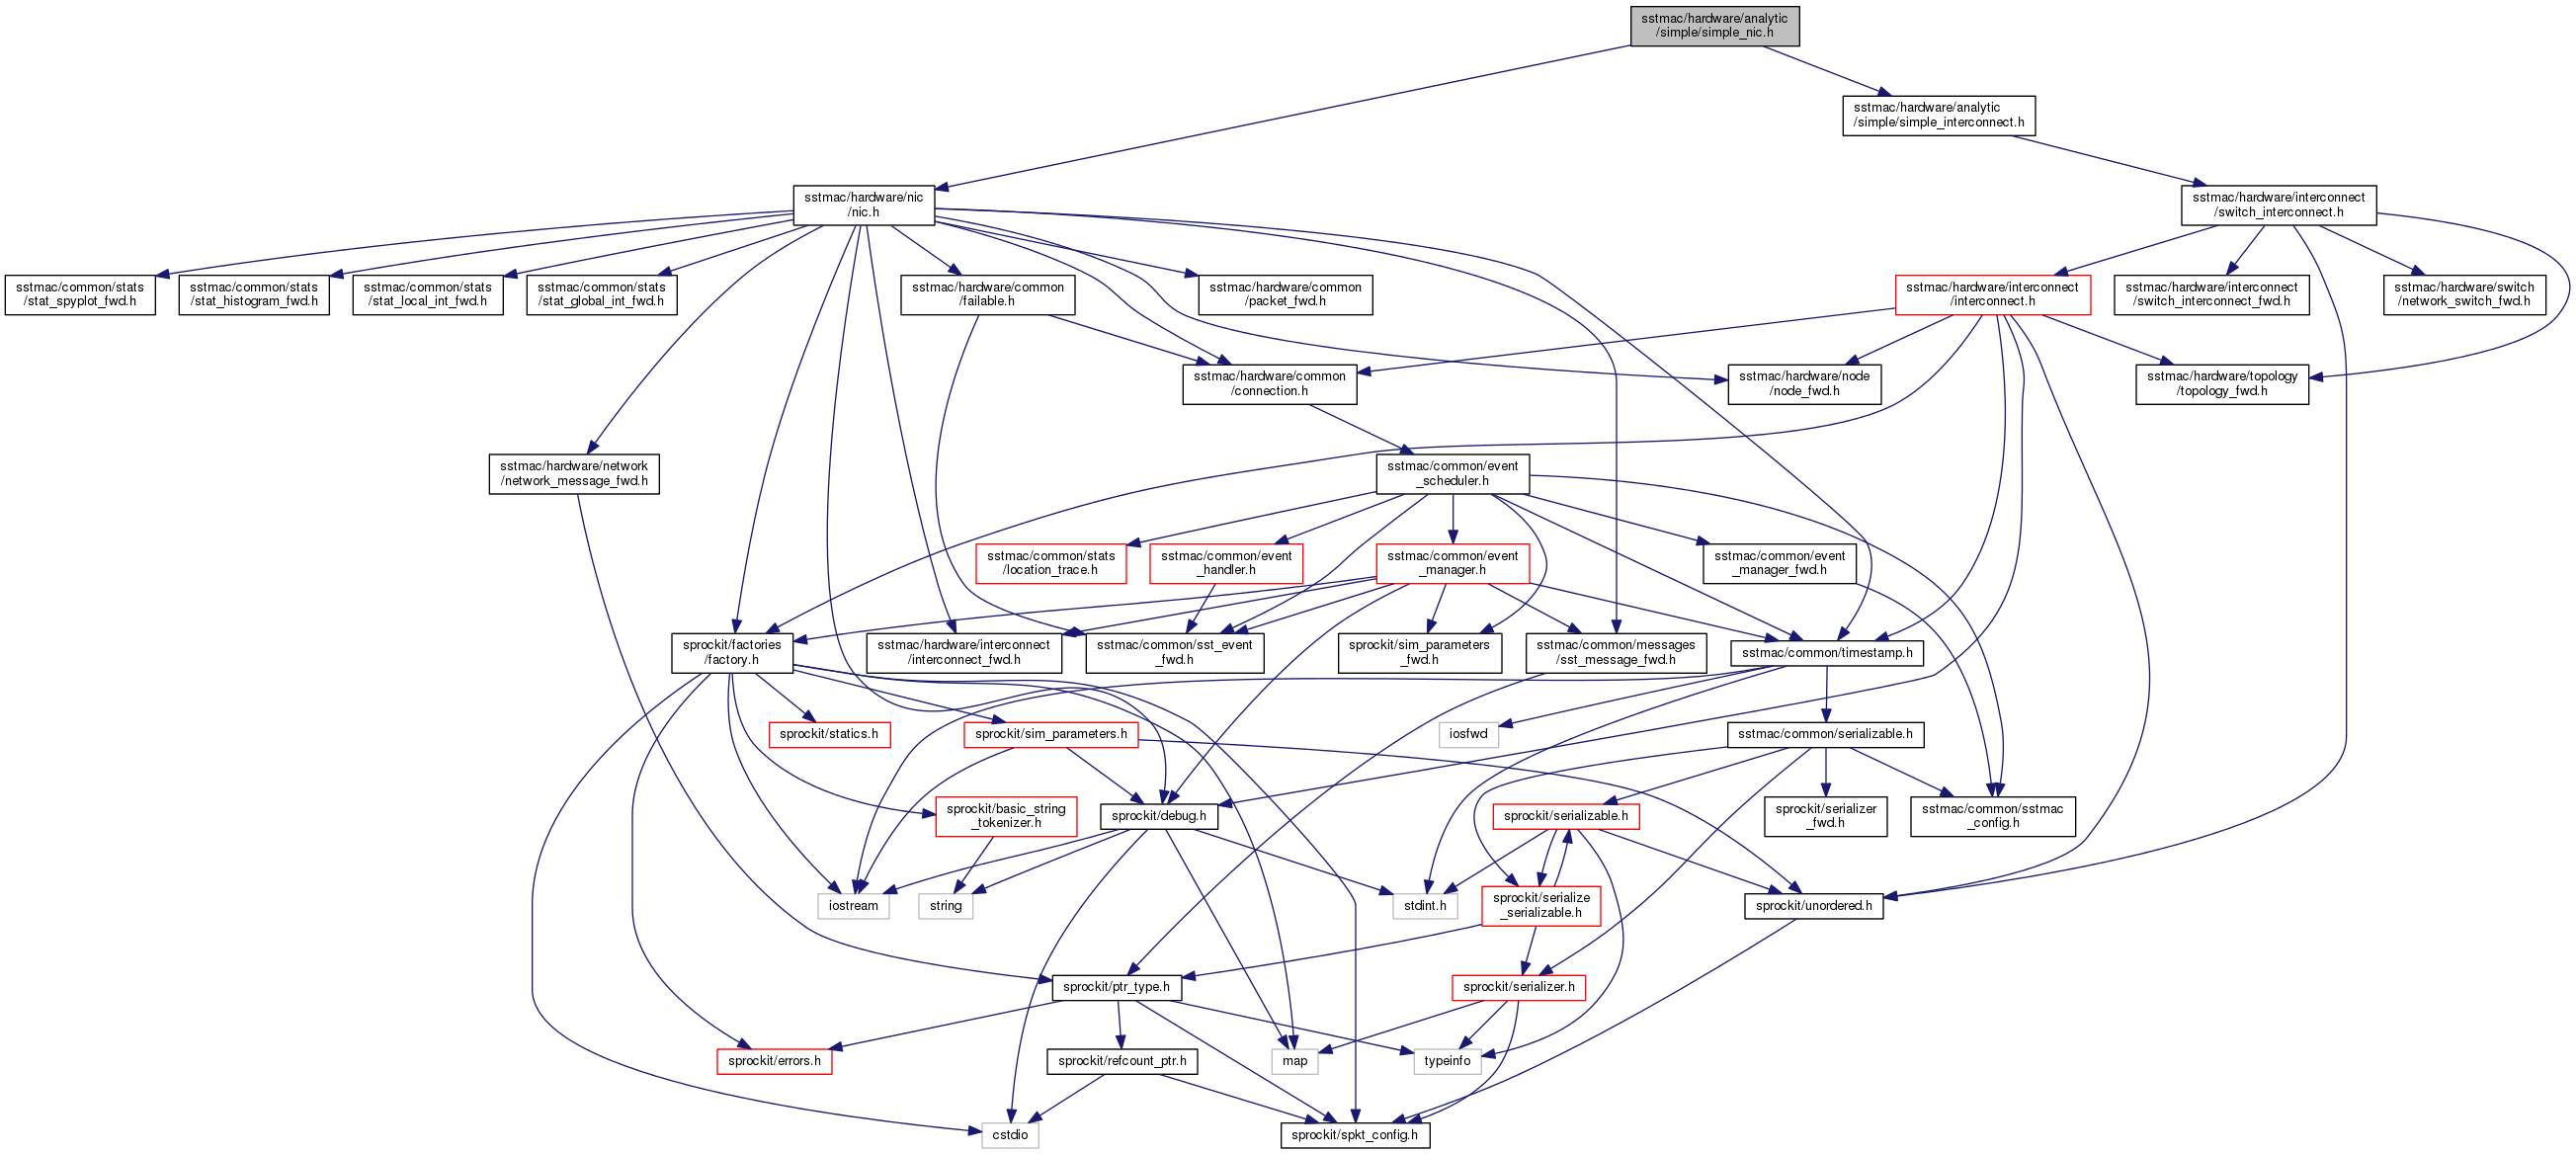 sstmac/hardware/analytic
/simple/simple_nic.h
sstmac/hardware/analytic
/simple/simple_interconnect.h
sstmac/hardware/nic
/nic.h
sstmac/hardware/interconnect
/switch_interconnect.h
sstmac/common/stats
/stat_spyplot_fwd.h
sstmac/common/stats
/stat_histogram_fwd.h
sstmac/common/stats
/stat_local_int_fwd.h
sstmac/common/stats
/stat_global_int_fwd.h
sstmac/hardware/common
/failable.h
sstmac/hardware/common
/packet_fwd.h
sstmac/hardware/interconnect
/interconnect.h
sstmac/hardware/interconnect
/switch_interconnect_fwd.h
sstmac/hardware/switch
/network_switch_fwd.h
sstmac/hardware/common
/connection.h
sstmac/hardware/node
/node_fwd.h
sstmac/hardware/topology
/topology_fwd.h
sstmac/hardware/network
/network_message_fwd.h
sstmac/common/event
_scheduler.h
sstmac/common/stats
/location_trace.h
sstmac/common/event
_handler.h
sstmac/common/event
_manager.h
sstmac/common/event
_manager_fwd.h
sprockit/factories
/factory.h
sstmac/hardware/interconnect
/interconnect_fwd.h
sstmac/common/sst_event
_fwd.h
sprockit/sim_parameters
_fwd.h
sstmac/common/messages
/sst_message_fwd.h
sstmac/common/timestamp.h
sprockit/statics.h
sprockit/sim_parameters.h
iosfwd
sstmac/common/serializable.h
sprockit/basic_string
_tokenizer.h
sprockit/debug.h
sprockit/serializable.h
sprockit/serializer
_fwd.h
sstmac/common/sstmac
_config.h
iostream
string
stdint.h
sprockit/serialize
_serializable.h
sprockit/unordered.h
sprockit/ptr_type.h
sprockit/serializer.h
sprockit/errors.h
sprockit/refcount_ptr.h
map
typeinfo
cstdio
sprockit/spkt_config.h